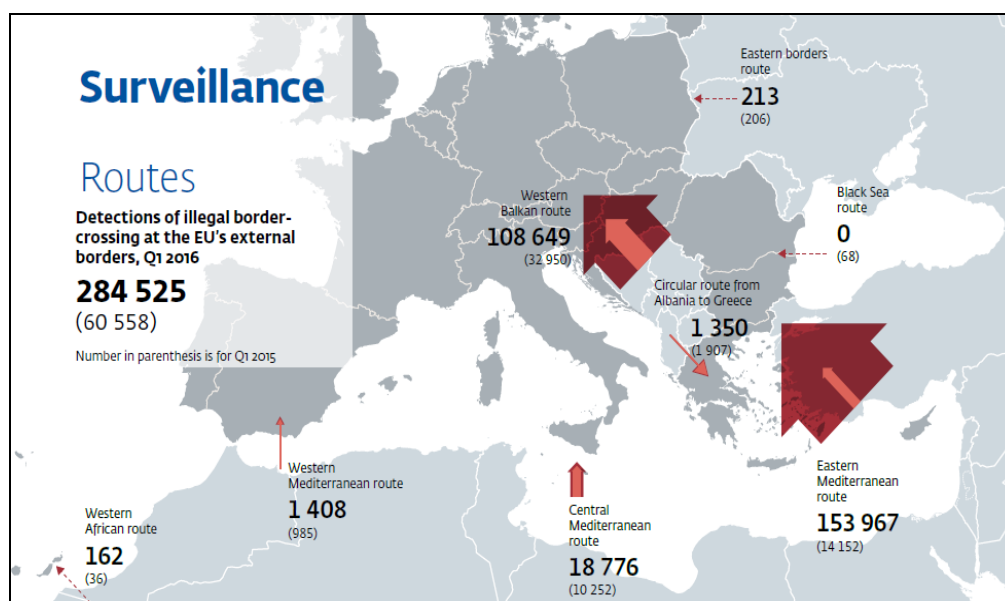 Surveillance
Routes
Detections of illegal border-
crossing at the EU's external
borders, Q1 2016
284 525
(60 558)
Number in parenthesis is for Q1 2015
Eastern borders
route
213
(206)
Black Sea
route
0
(68)
Western
Balkan route
108 649
(32 950)
Circular route from
Albania to Greece
1 350
(1 907)
Western
Mediterranean route
1 408
(985)
Western
African route
162
(36)
Central
Mediterranean
route
18 776
(10 252)
Eastern
Mediterranean
route
153 967
(14 152)